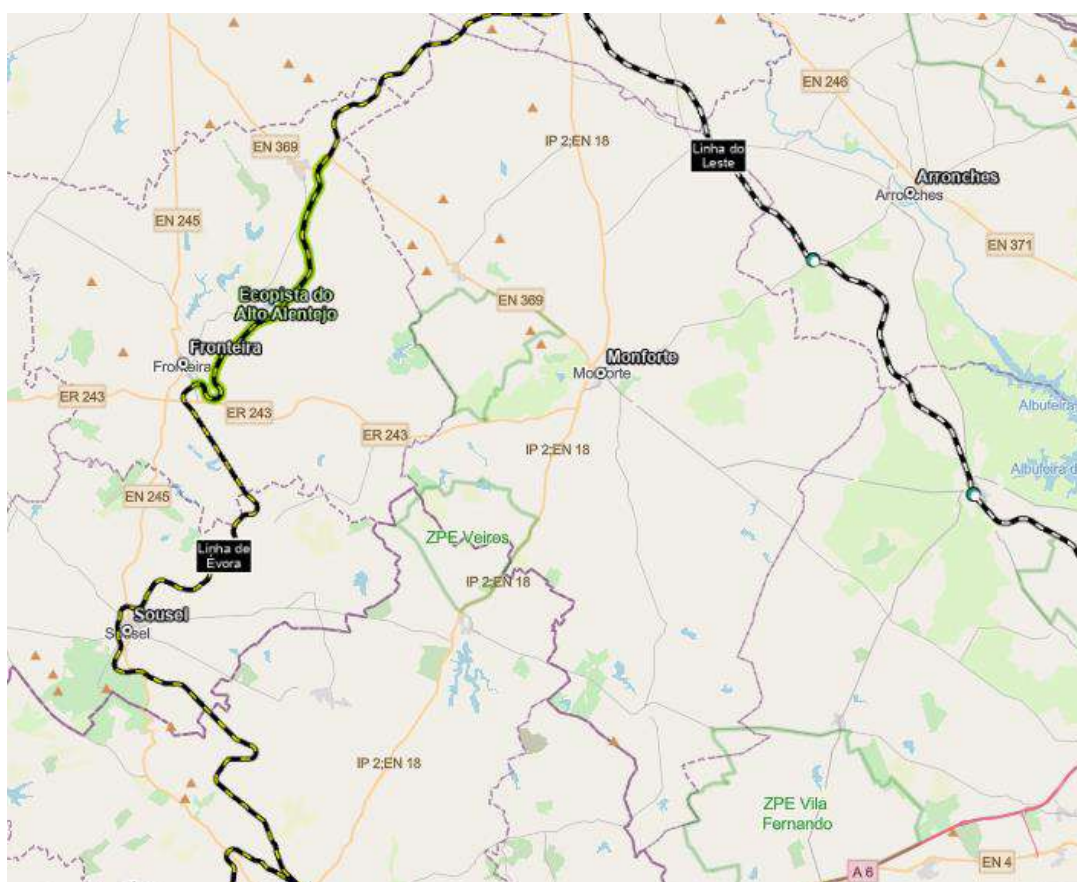 EN 246
IP 2;EN 18
EN 369
Linha do
Leste
Arronches
Arronches
EN 245
EN 371
Ecopista do
Alto Alentejo
EN 369
Fronteira
Fronteira
Monforte
Monforte
ER 243
ER 243
Albufeira
ER 243
IP 2;EN 18
Albufeira d
EN 245
ZPE Veiros
Linha de
Évora
IP 2;EN 18
Sousel
Sousel
IP 2;EN 18
ZPE Vila
Fernando
A 6
EN 4